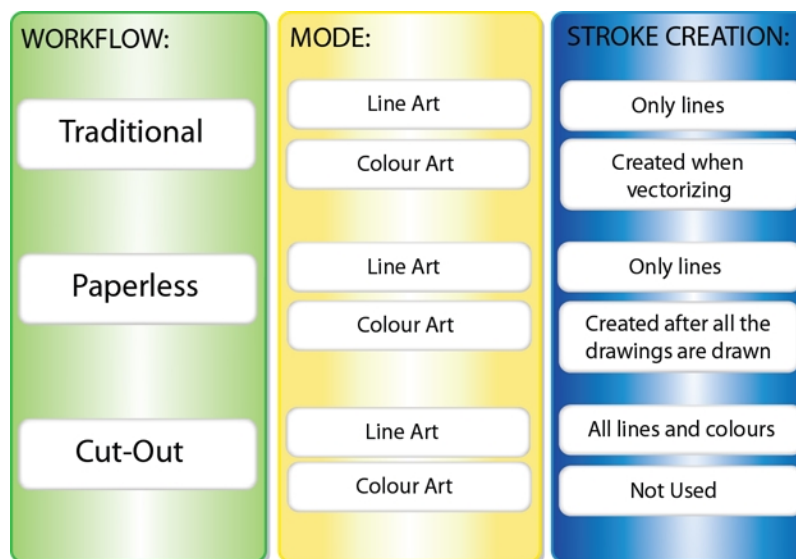 WORKFLOW:
MODE:
STROKE CREATION:
Traditional
Line Art
Only lines
Colour Art
Created when
vectorizing
Paperless
Line Art
Only lines
Colour Art
Created after all the
drawings are drawn
Cut-Out
Line Art
All lines and colours
Colour Art
Not Used